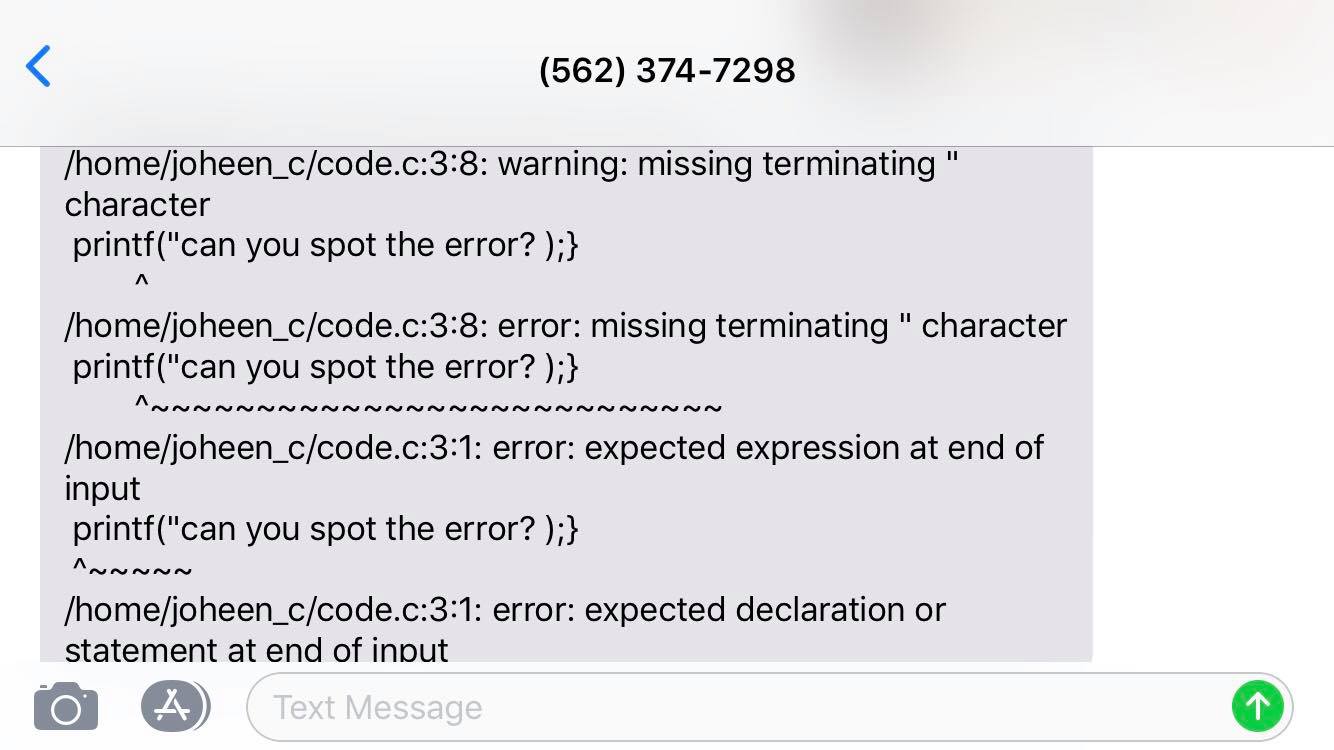 (562) 374-7298
/home/joheen_c/code.c:3:8: warning: missing terminating "
character
printf("can you spot the error? );}
^
/home/joheen_c/code.c:3:8: error: missing terminating " character
printf("can you spot the error? );}
^~~~~~~~~~~~~~~~~~~~~~~~~~~~
/home/joheen_c/code.c:3:1: error: expected expression at end of
input
printf("can you spot the error? );}
^~~~~~
/home/joheen_c/code.c:3:1: error: expected declaration or
statement at end of input
Text Message